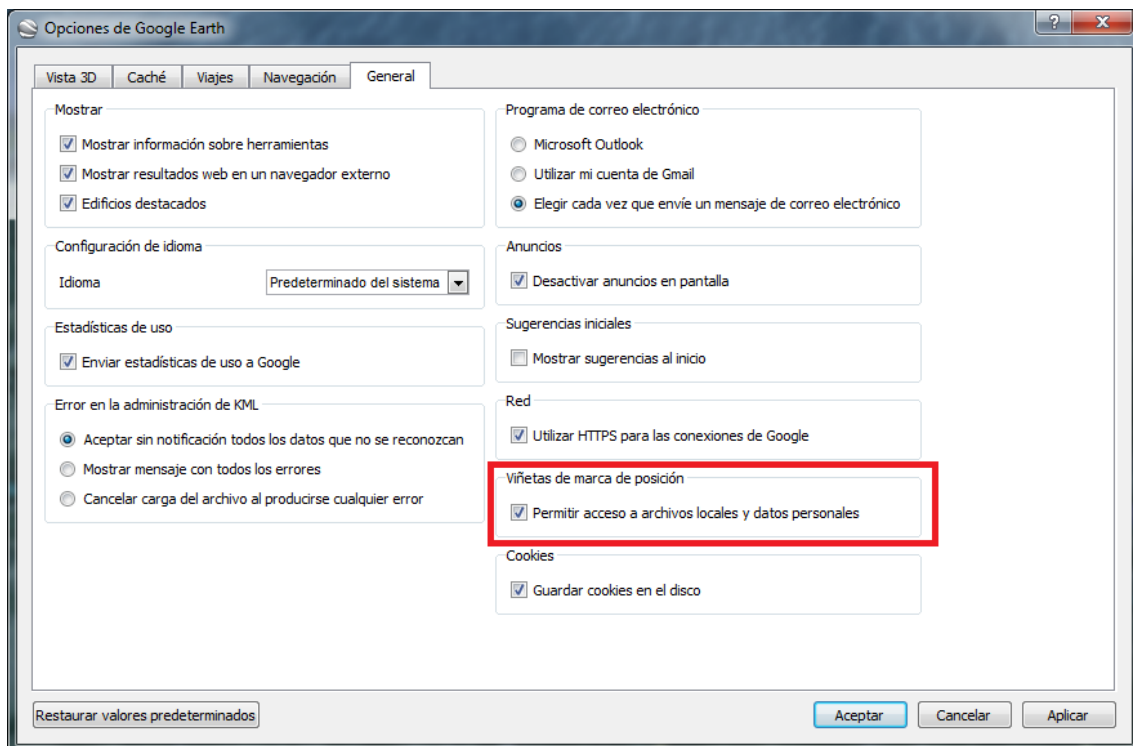 Opciones de Google Earth
?
X
Vista 3D
Caché
Viajes
Navegación
General
Mostrar
Mostrar información sobre herramientas
Mostrar resultados web en un navegador externo
Edificios destacados
Configuración de idioma
Idioma
Predeterminado del sistema
Estadísticas de uso
Enviar estadísticas de uso a Google
Error en la administración de KML
Aceptar sin notificación todos los datos que no se reconozcan
Mostrar mensaje con todos los errores
Cancelar carga del archivo al producirse cualquier error
Programa de correo electrónico
Microsoft Outlook
Utilizar mi cuenta de Gmail
Elegir cada vez que envíe un mensaje de correo electrónico
Anuncios
Desactivar anuncios en pantalla
Sugerencias iniciales
Mostrar sugerencias al inicio
Red
Utilizar HTTPS para las conexiones de Google
Viñetas de marca de posición
Permitir acceso a archivos locales y datos personales
Cookies
Guardar cookies en el disco
Restaurar valores predeterminados
Aceptar
Cancelar
Aplicar